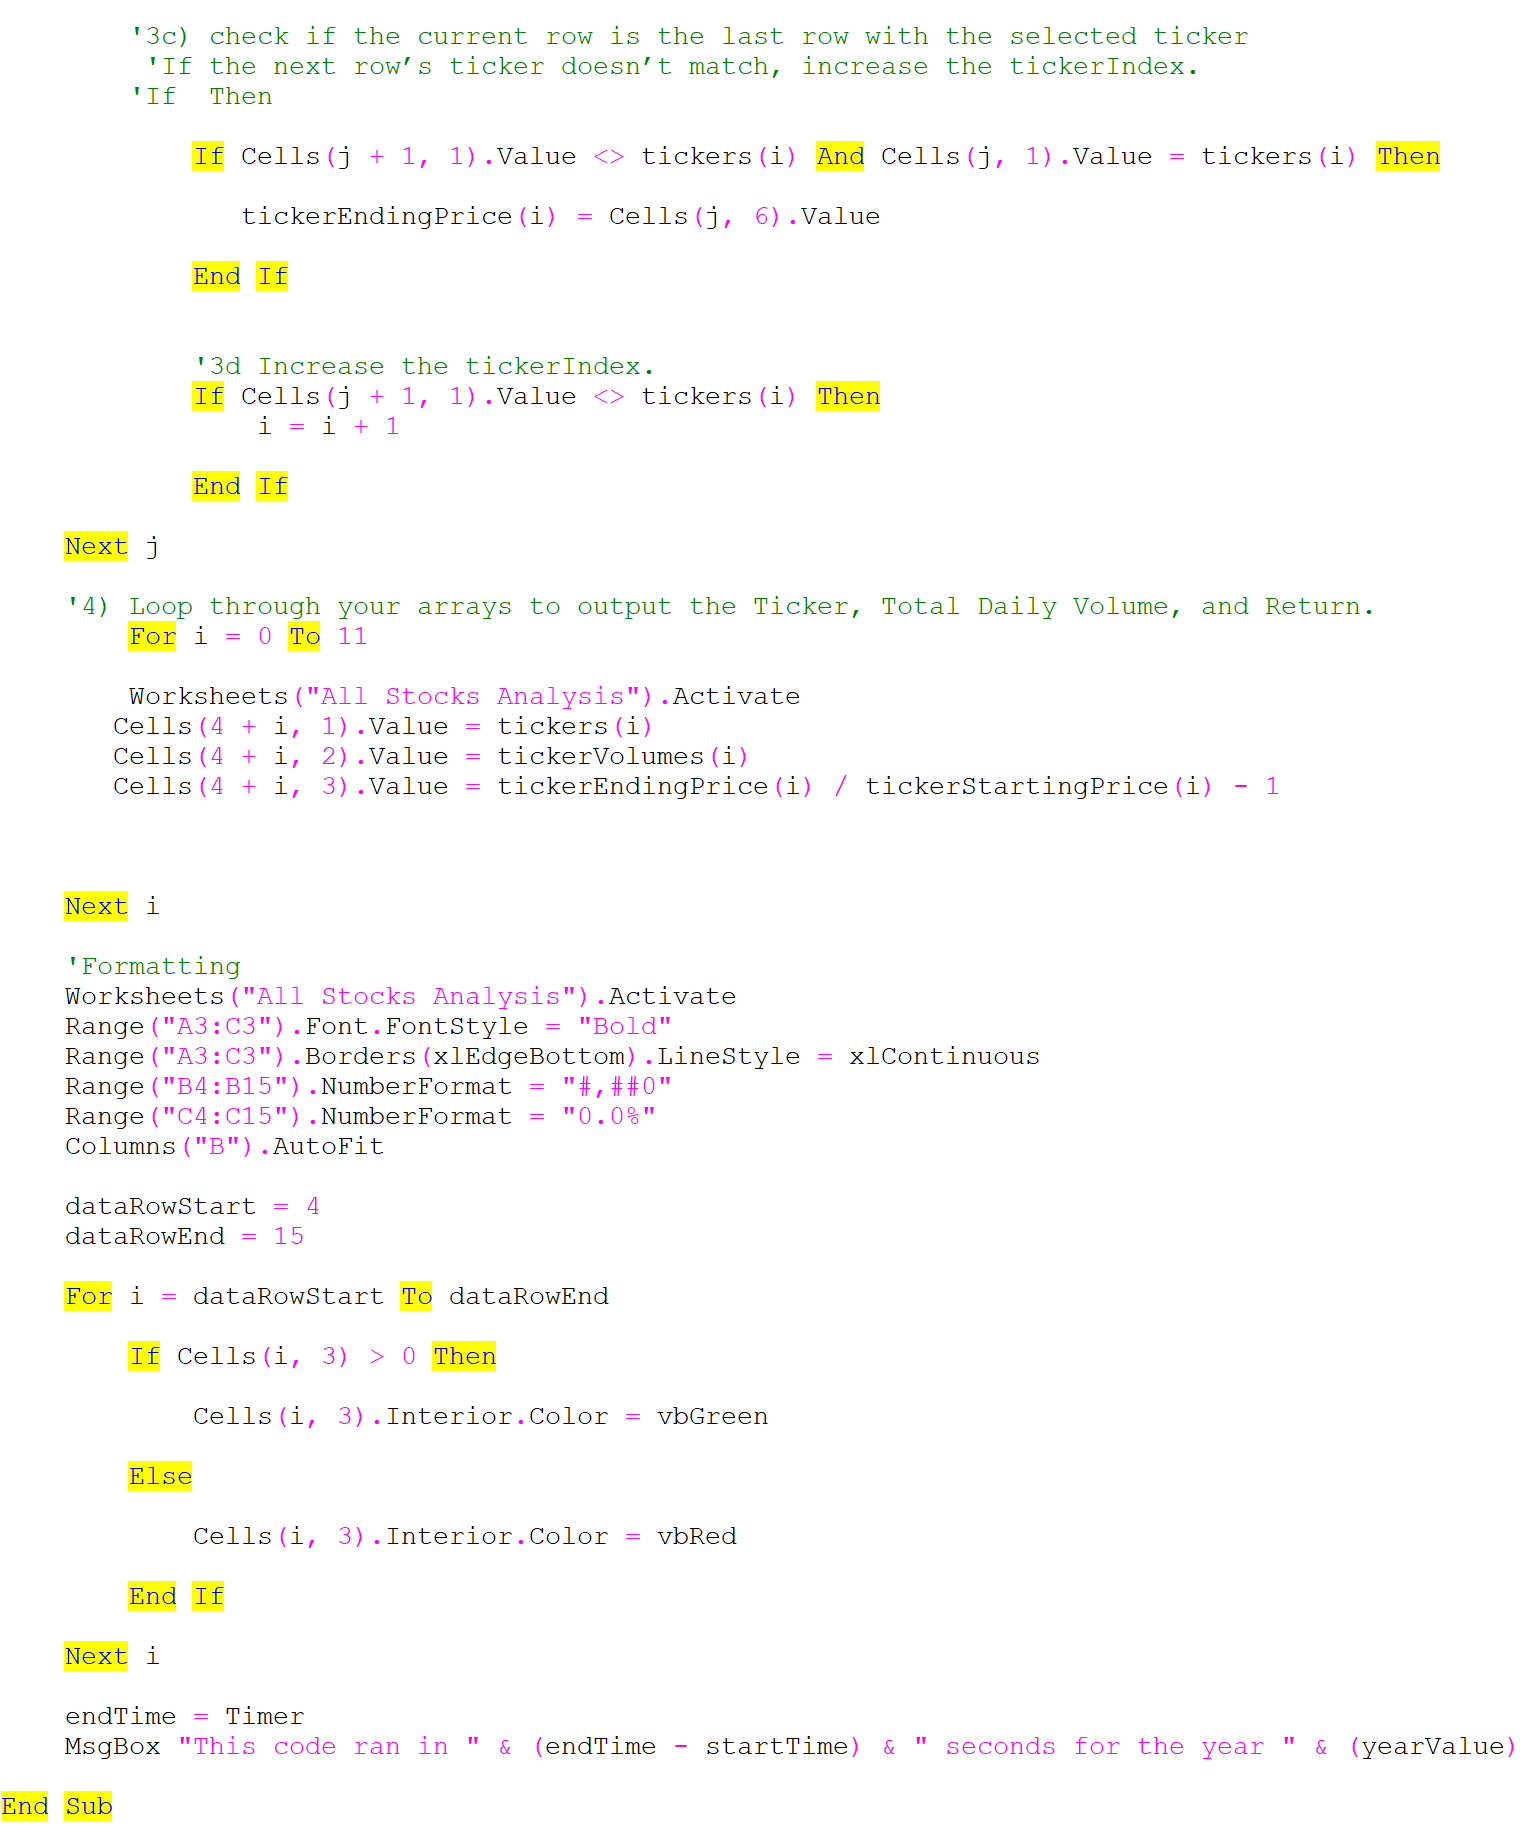 '3c) check if the current row is the last row with the selected ticker
'If the next row’s ticker doesn’t match, increase the tickerIndex.
'If  Then
If Cells(j + 1, 1).Value <> tickers(i) And Cells(j, 1).Value = tickers(i) Then
tickerEndingPrice(i) = Cells(j, 6).Value
End If
'3d Increase the tickerIndex.
If Cells(j + 1, 1).Value <> tickers(i) Then
i = i + 1
End If
Next j
'4) Loop through your arrays to output the Ticker, Total Daily Volume, and Return.
For i = 0 To 11
Worksheets("All Stocks Analysis").Activate
Cells(4 + i, 1).Value = tickers(i)
Cells(4 + i, 2).Value = tickerVolumes(i)
Cells(4 + i, 3).Value = tickerEndingPrice(i) / tickerStartingPrice(i) - 1
Next i
'Formatting
Worksheets("All Stocks Analysis").Activate
Range("A3:C3").Font.FontStyle = "Bold"
Range("A3:C3").Borders(xlEdgeBottom).LineStyle = xlContinuous
Range("B4:B15").NumberFormat = "#,##0"
Range("C4:C15").NumberFormat = "0.0%"
Columns("B").AutoFit
dataRowStart = 4
dataRowEnd = 15
For i = dataRowStart To dataRowEnd
If Cells(i, 3) > 0 Then
Cells(i, 3).Interior.Color = vbGreen
Else
Cells(i, 3).Interior.Color = vbRed
End If
Next i
endTime = Timer
MsgBox "This code ran in " & (endTime - startTime) & " seconds for the year " & (yearValue)
End Sub